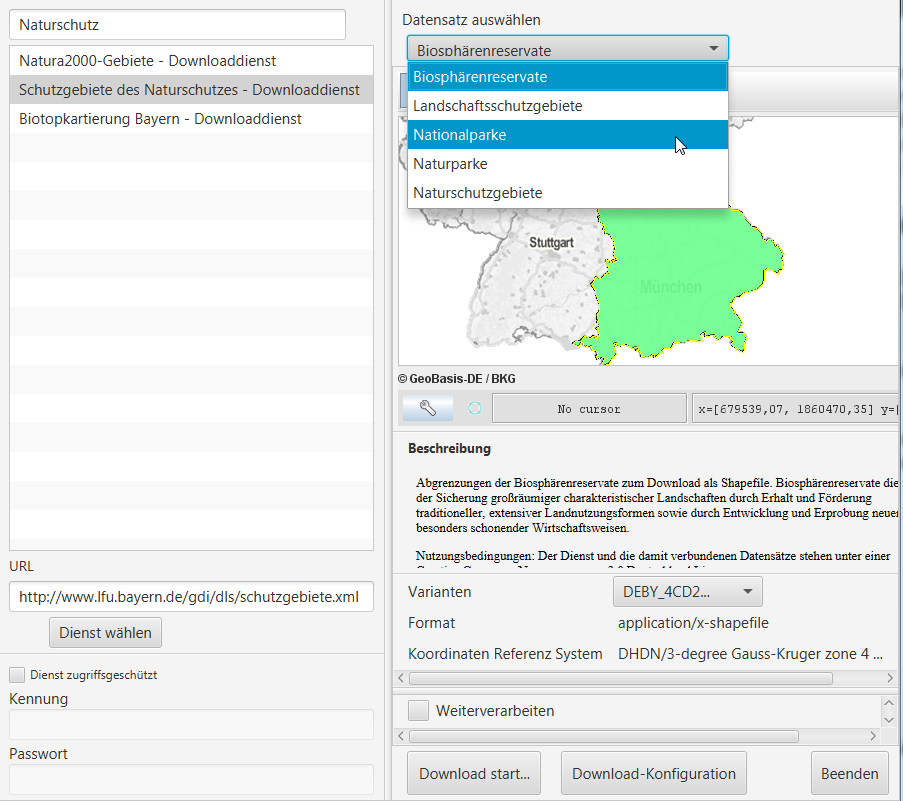 Naturschutz
Natura2000-Gebiete - Downloaddienst
Schutzgebiete des Naturschutzes - Downloaddienst
Biotopkartierung Bayern - Downloaddienst
URL
http://www.lfu.bayern.de/gdi/dls/schutzgebiete.xml
Dienst wählen
Dienst zugriffsgeschützt
Kennung
Passwort
Datensatz auswählen
Biosphärenreservate
Biosphärenreservate
Landschaftsschutzgebiete
Nationalparke
Naturparke
Naturschutzgebiete
Stuttgart
München
© GeoBasis-DE / BKG
No cursor
x=[679539,07, 1860470,35] y=[
Beschreibung
Abgrenzungen der Biosphärenreservate zum Download als Shapefile. Biosphärenreservate die
der Sicherung großräumiger charakteristischer Landschaften durch Erhalt und Förderung
traditioneller, extensiver Landnutzungsformen sowie durch Entwicklung und Erprobung neuer
besonders schonender Wirtschaftsweisen.
Nutzungsbedingungen: Der Dienst und die damit verbundenen Datensätze stehen unter einer
Varianten
DEBY_4CD2...
Format
application/x-shapefile
Koordinaten Referenz System
DHDN/3-degree Gauss-Kruger zone 4 ...
Weiterverarbeiten
Download start...
Download-Konfiguration
Beenden